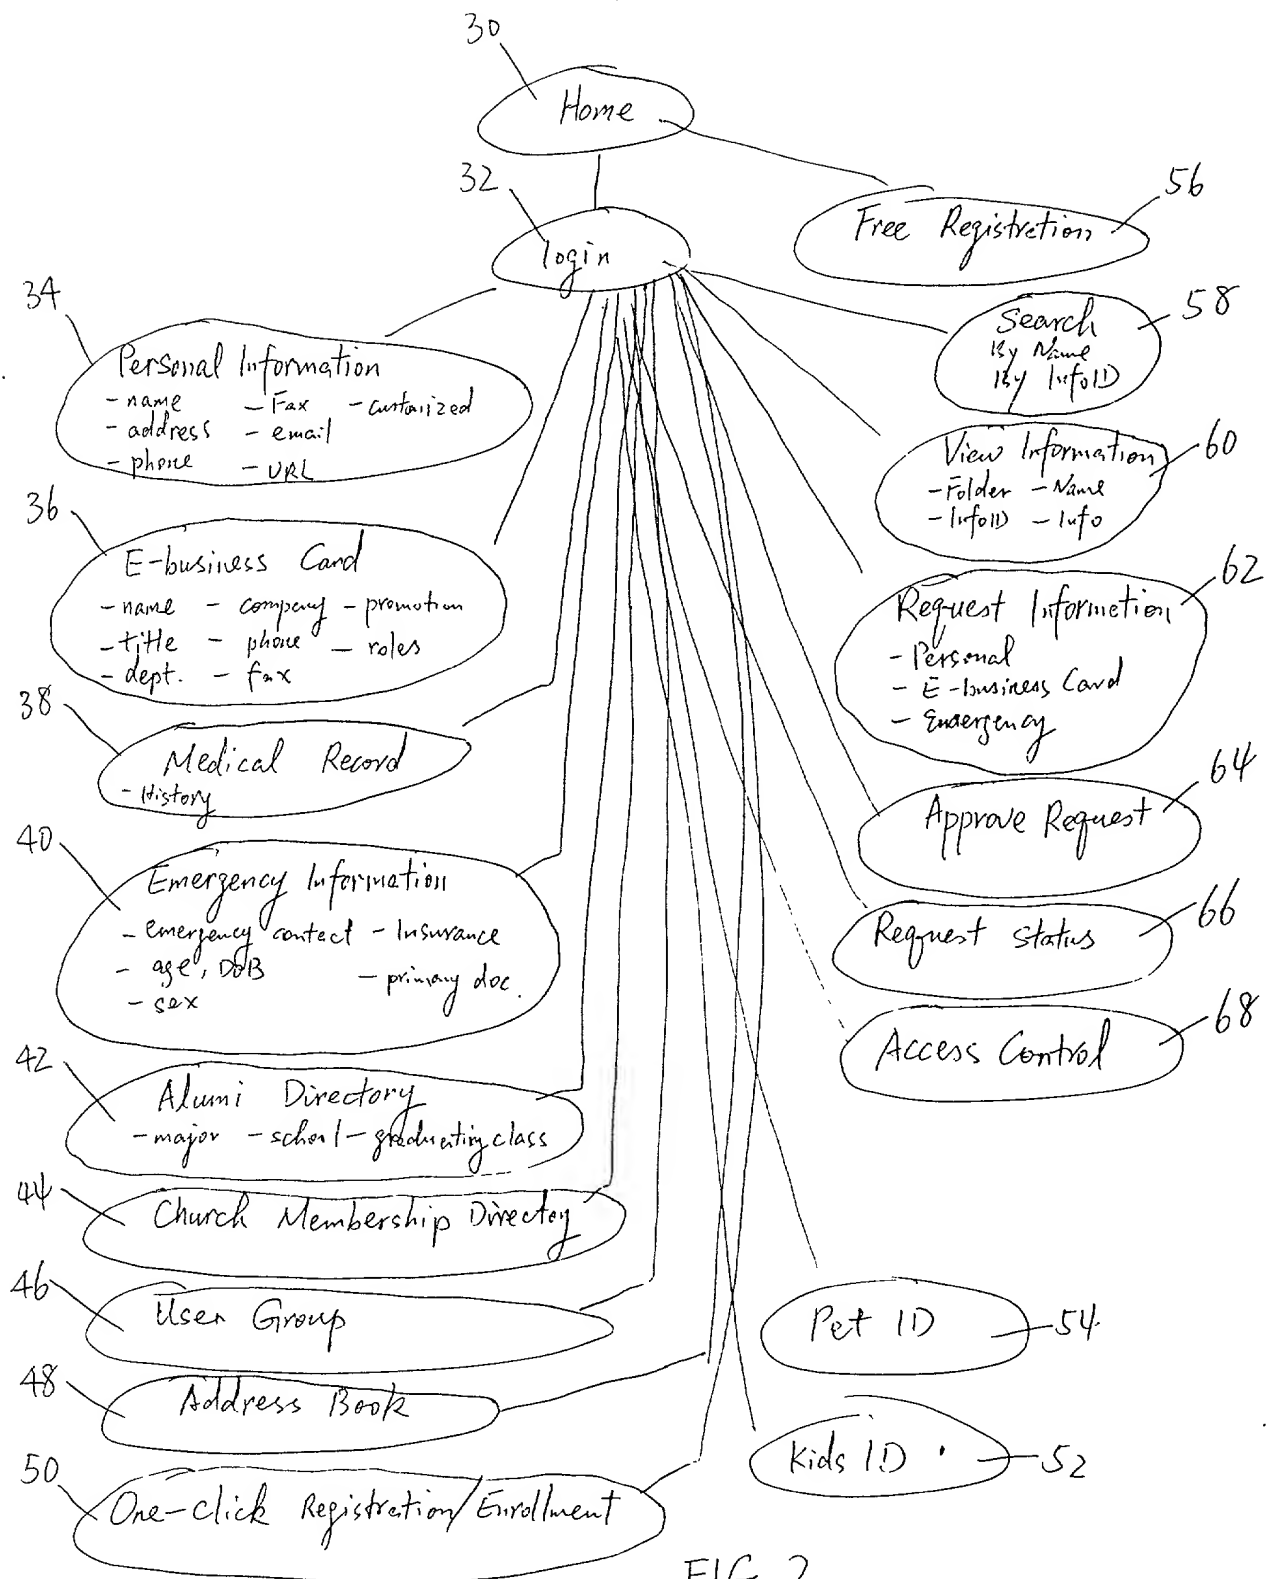 30
Home
32
login
56
Free Registretion
34
Personal Information
- name - Fax - customized
- address - email
- phone - URL
58
Search
By Name
By InfoID
60
View Information
- Folder - Name
- InfoID - Info
36
E-business Card
- name - company - promotion
- title - phone - roles
- dept. - fax
62
Request Information
- Personal
- E-business Card
- Emergency
38
Medical Record
- History
64
Approve Request
40
Emergency Information
- emergency contact - Insurance
- age, DoB - primary doc.
- sex
66
Request Status
68
Access Control
42
Alumi Directory
- major - school - graduating class
44
Church Membership Directoy
46
User Group
54
Pet ID
48
Address Book
52
Kids ID
50
One-click Registration/Enrollment
FIG. 2